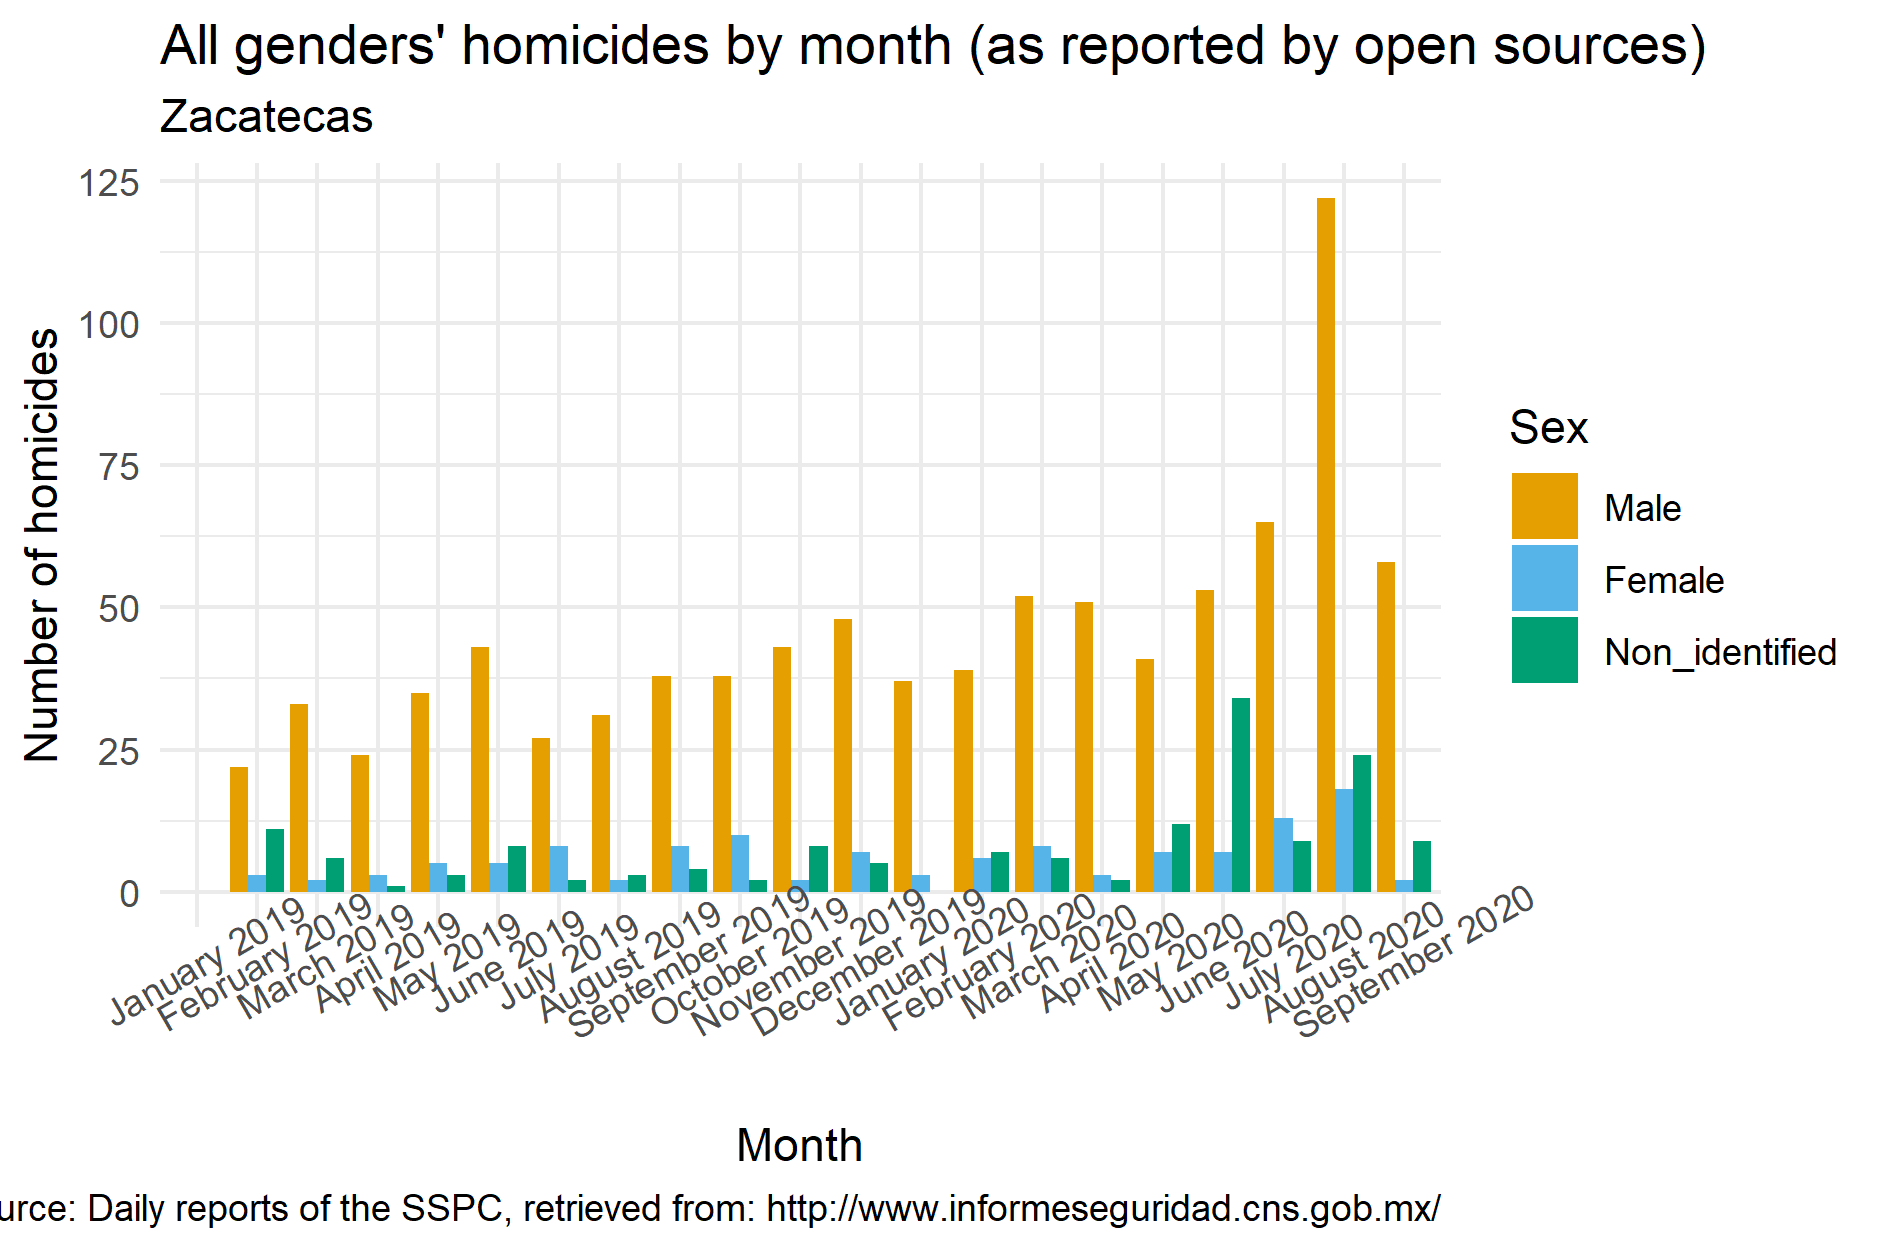 All genders' homicides by month (as reported by open sources)
Zacatecas
125
100
75
50
25
0
Number of homicides
January 2019
February 2019
March 2019
April 2019
May 2019
June 2019
July 2019
August 2019
September 2019
October 2019
November 2019
December 2019
January 2020
February 2020
March 2020
April 2020
May 2020
June 2020
July 2020
August 2020
September 2020
Month
Sex
Male
Female
Non_identified
urce: Daily reports of the SSPC, retrieved from: http://www.informeseguridad.cns.gob.mx/